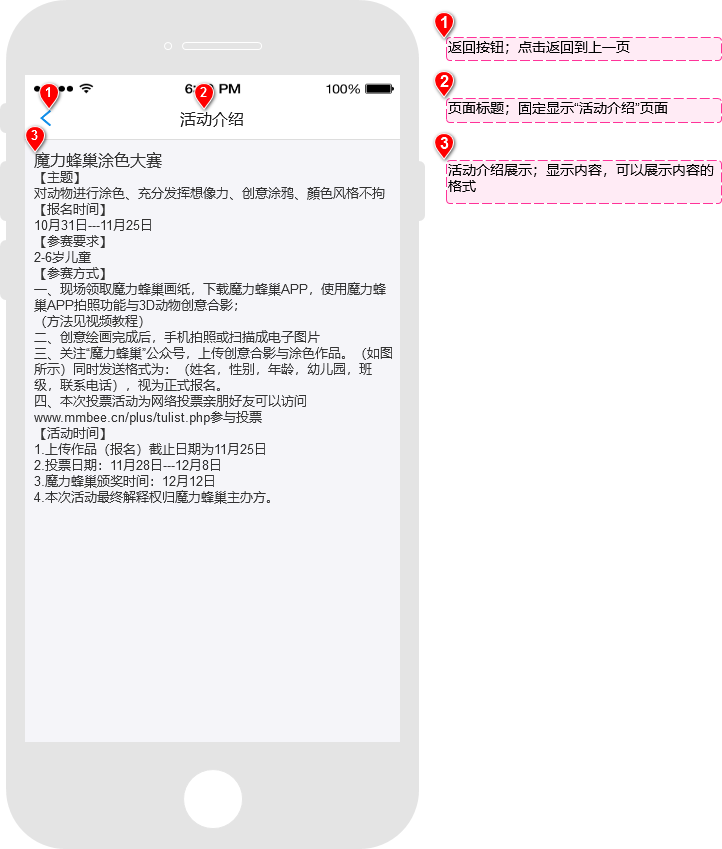 100%
活动介绍
魔力蜂巢涂色大赛
【主题】
对动物进行涂色、充分发挥想像力、创意涂鸦、颜色风格不拘
【报名时间】
10月31日---11月25日
【参赛要求】
2-6岁儿童
【参赛方式】
一、现场领取魔力蜂巢画纸，下载魔力蜂巢APP，使用魔力蜂
巢APP拍照功能与3D动物创意合影；
（方法见视频教程）
二、创意绘画完成后，手机拍照或扫描成电子图片
三、关注“魔力蜂巢”公众号，上传创意合影与涂色作品。（如图
所示）同时发送格式为：（姓名，性别，年龄，幼儿园，班
级，联系电话），视为正式报名。
四、本次投票活动为网络投票亲朋好友可以访问
www.mmbee.cn/plus/tulist.php参与投票
【活动时间】
1.上传作品（报名）截止日期为11月25日
2.投票日期：11月28日---12月8日
3.魔力蜂巢颁奖时间：12月12日
4.本次活动最终解释权归魔力蜂巢主办方。
1
2
3
1
返回按钮；点击返回到上一页
2
页面标题；固定显示“活动介绍”页面
3
活动介绍展示；显示内容，可以展示内容的
格式